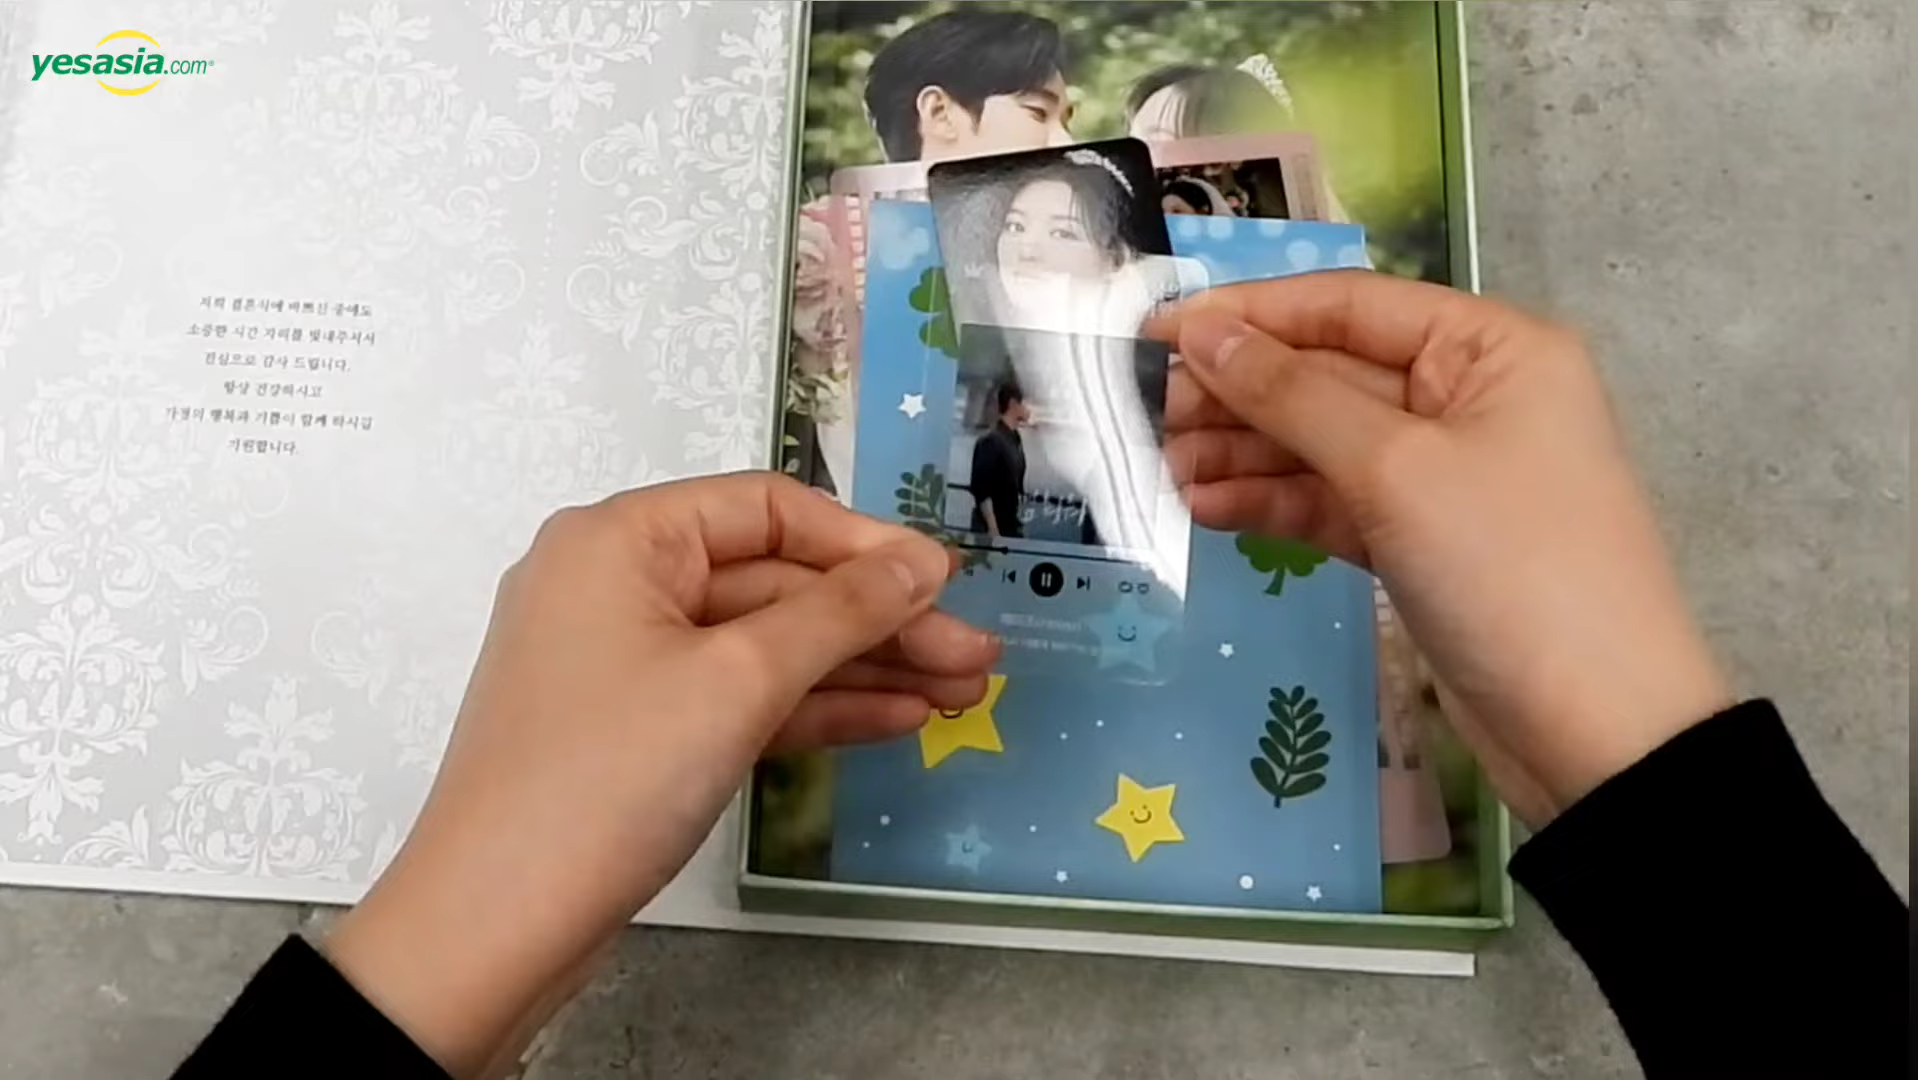 yesasia.com
저희 결혼식에 바쁘신 중에도
소중한 시간 자리를 빛내주셔서
진심으로 감사 드립니다.
항상 건강하시고
가정의 행복과 기쁨이 함께 하시길
기원합니다.